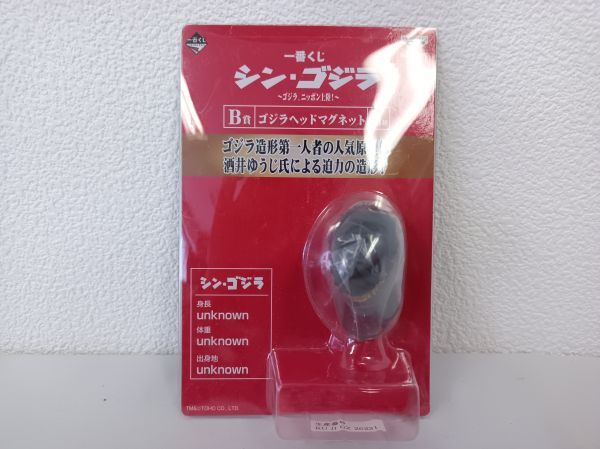 一番くじ
一番くじ
シン・ゴジラ
～ゴジラ、ニッポン上陸!～
B賞 ゴジラヘッドマグネット
ゴジラ造形第一人者の人気原
酒井ゆうじ氏による迫力の造形
シン・ゴジラ
身長
unknown
体重
unknown
出身地
unknown
TM&©TOHO CO., LTD.